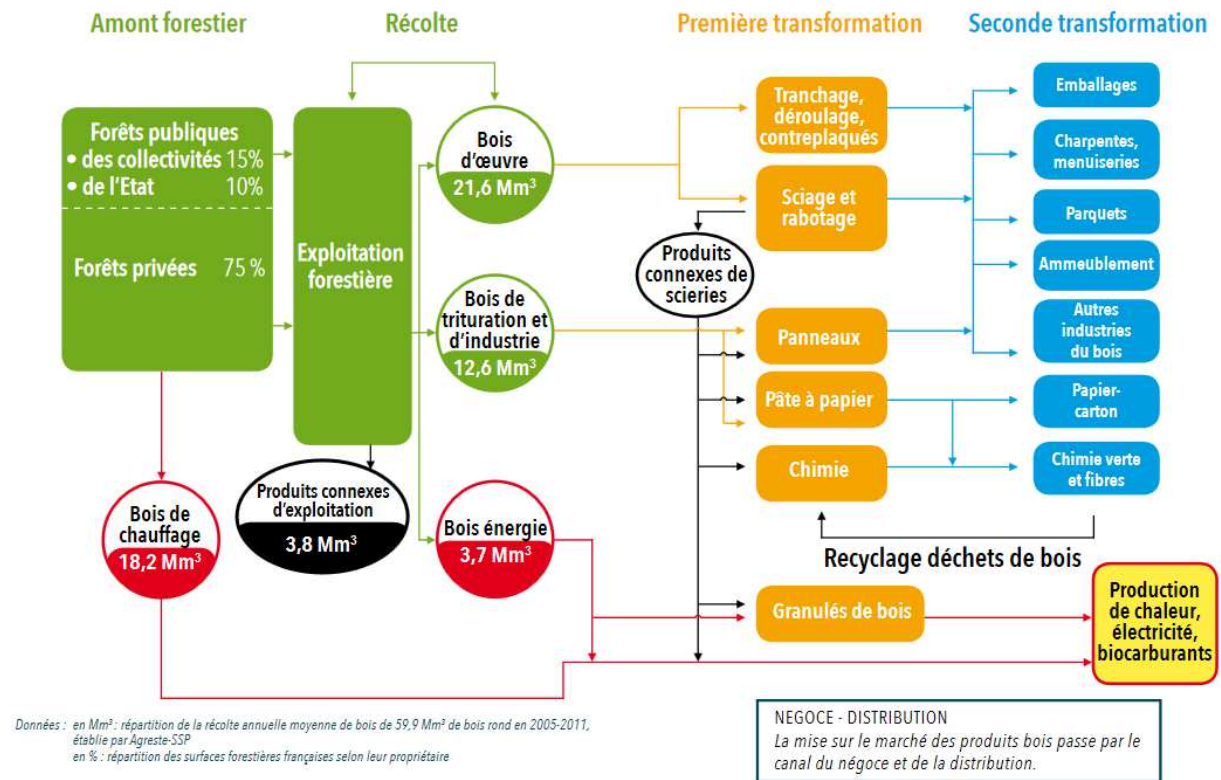 Amont forestier
Récolte
Première transformation
Seconde transformation
Forêts publiques
• des collectivités 15%
• de l'Etat 10%
Forêts privées 75 %
Exploitation
forestière
Bois
d'œuvre
21,6 Mm³
Bois de
trituration et
d'industrie
12,6 Mm³
Bois de
chauffage
18,2 Mm³
Produits connexes
d'exploitation
3,8 Mm³
Bois énergie
3,7 Mm³
Tranchage,
déroulage,
contreplaqués
Sciage et
rabotage
Produits
connexes de
scieries
Panneaux
Pâte à papier
Chimie
Granulés de bois
Emballages
Charpentes,
menuiseries
Parquets
Ammeublement
Autres
industries
du bois
Papier-
carton
Chimie verte
et fibres
Recyclage déchets de bois
Production
de chaleur,
électricité,
biocarburants
Données : en Mm³ : répartition de la récolte annuelle moyenne de bois de 59,9 Mm³ de bois rond en 2005-2011,
établie par Agreste-SSP
en % : répartition des surfaces forestières françaises selon leur propriétaire
NEGOCE - DISTRIBUTION
La mise sur le marché des produits bois passe par le
canal du négoce et de la distribution.